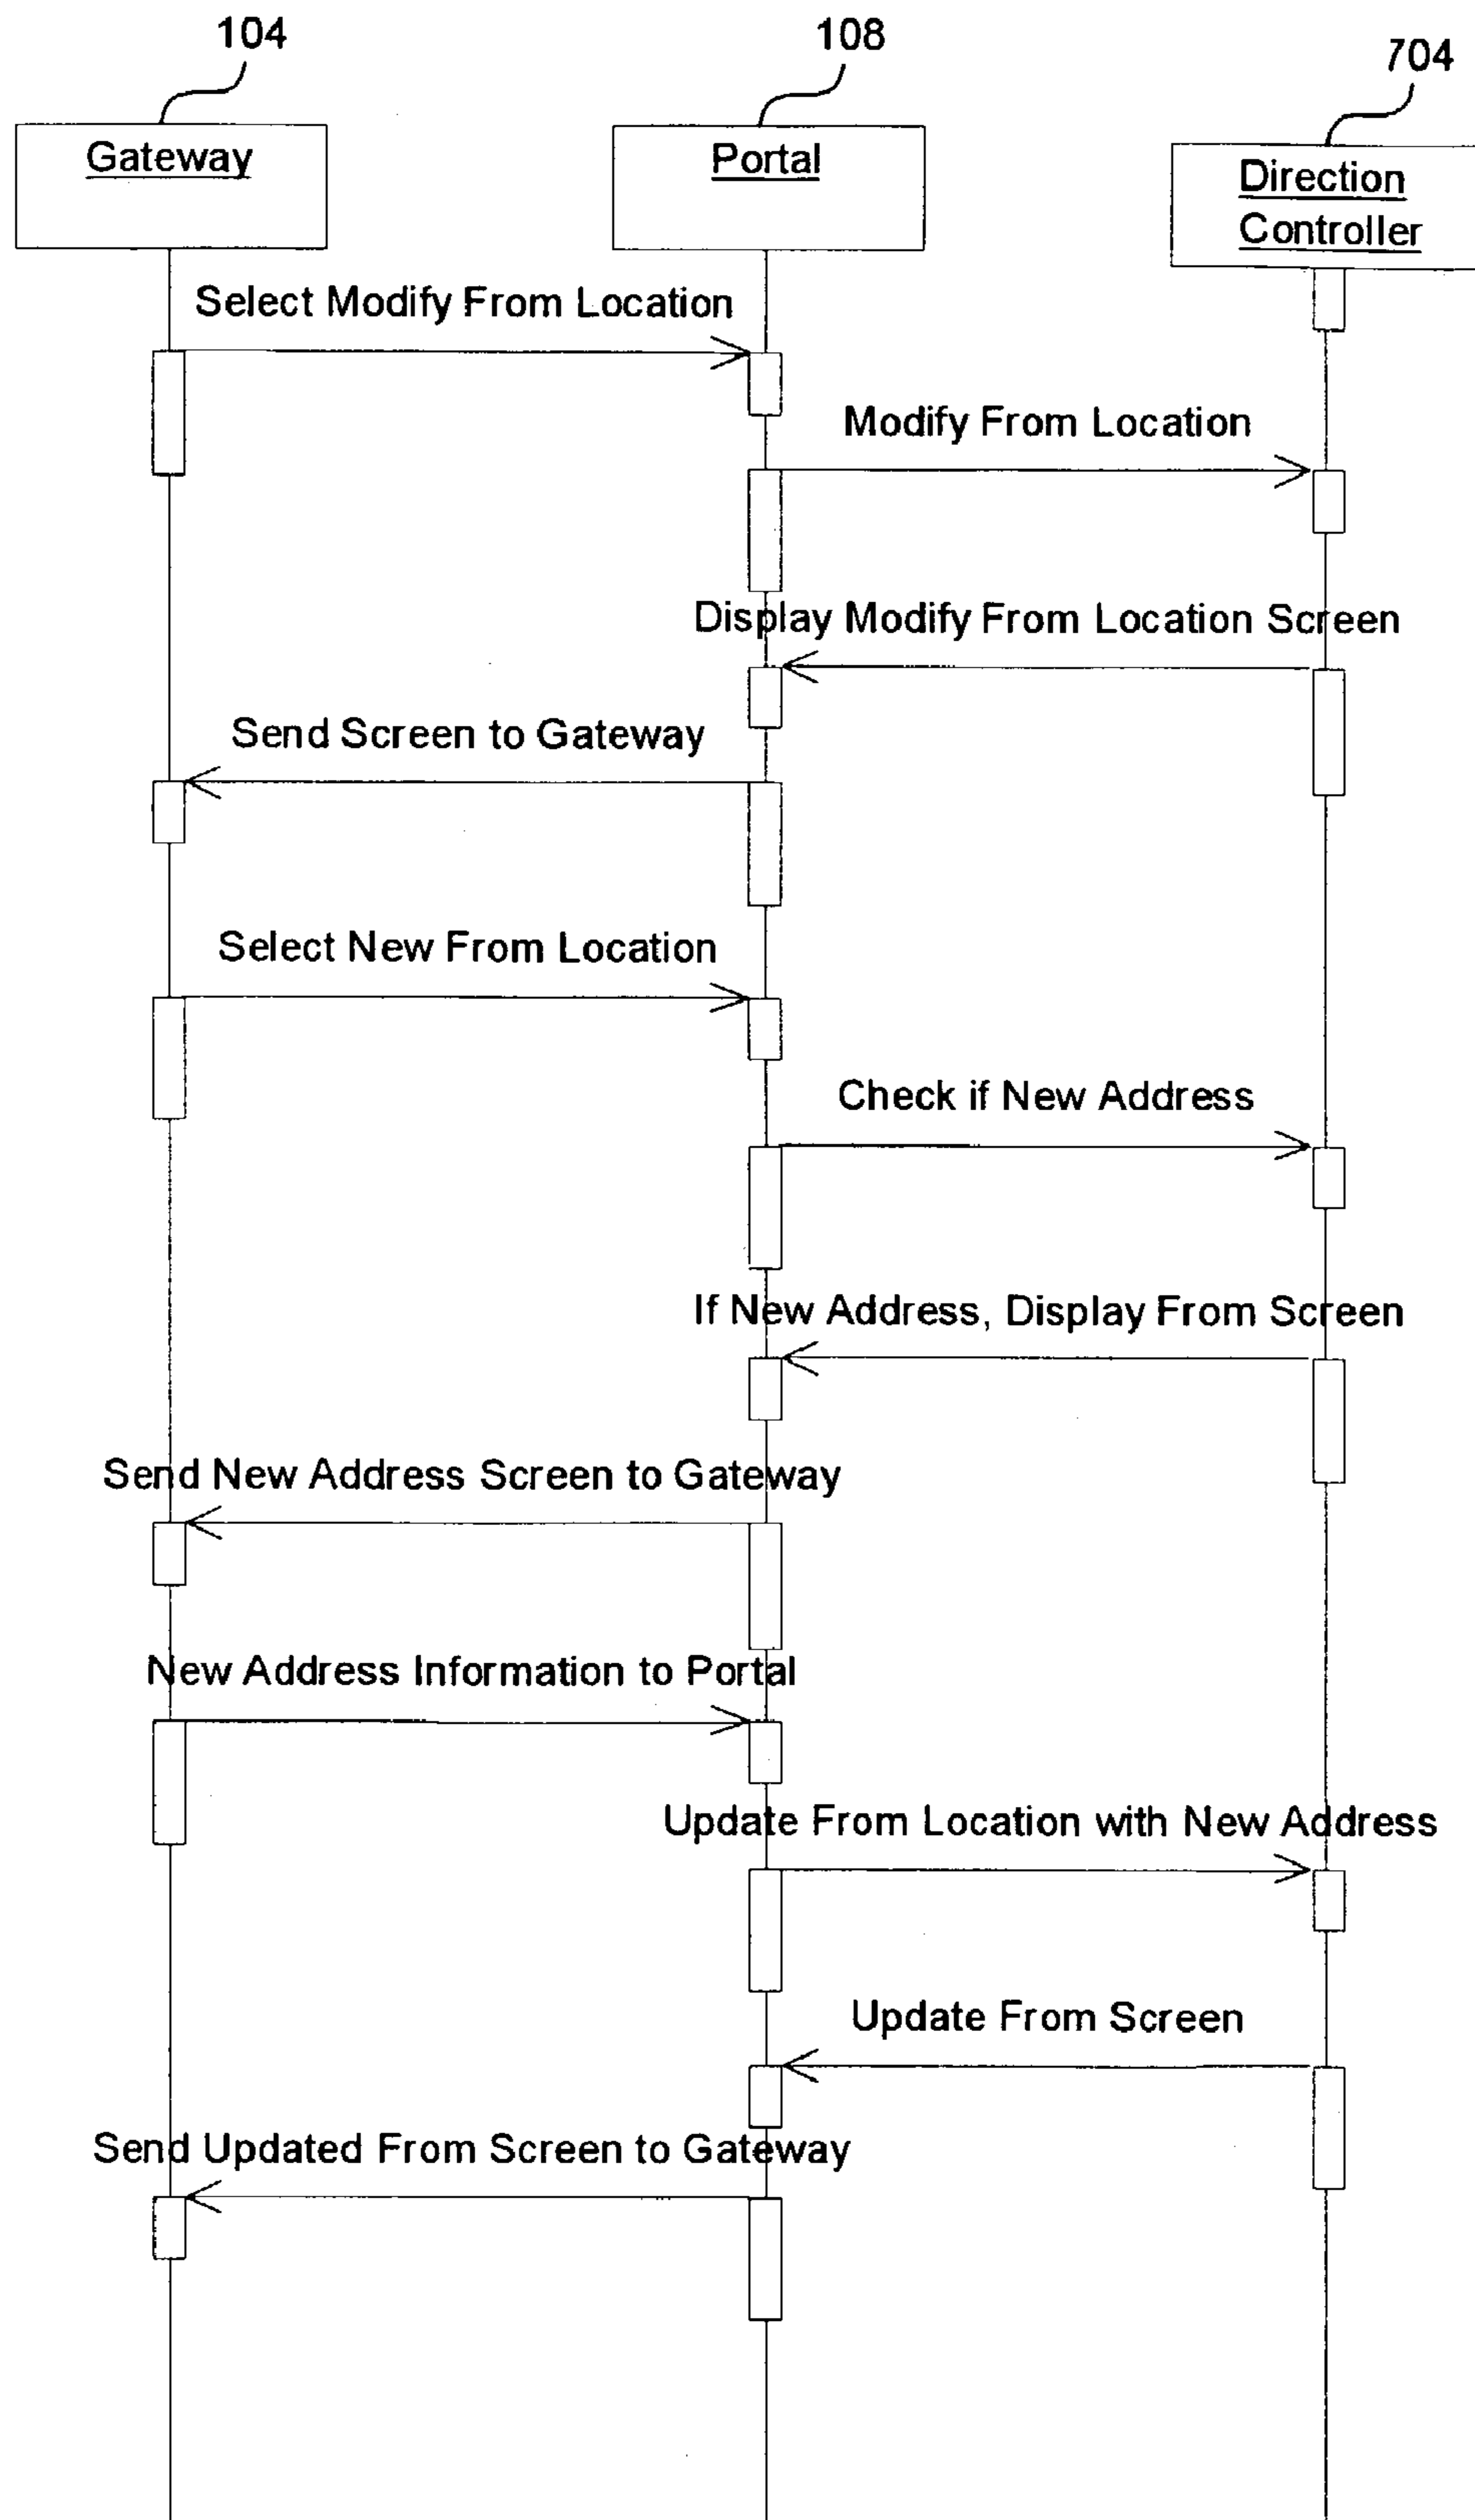 104
108
704
Gateway
Portal
Direction
Controller
Select Modify From Location
Modify From Location
Display Modify From Location Screen
Send Screen to Gateway
Select New From Location
Check if New Address
If New Address, Display From Screen
Send New Address Screen to Gateway
New Address Information to Portal
Update From Location with New Address
Update From Screen
Send Updated From Screen to Gateway